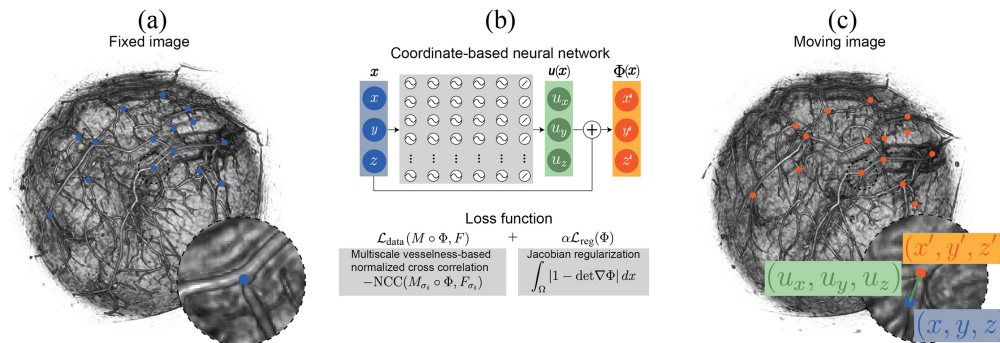 (a)
Fixed image
(b)
Coordinate-based neural network
x
u(x)
Φ(x)
x
y
z
u_x
u_y
u_z
+
x'
y'
z'
Loss function
ℒ_data(M ∘ Φ, F) + αℒ_reg(Φ)
Multiscale vesselness-based
normalized cross correlation
−NCC(M_σᵢ ∘ Φ, F_σᵢ)
Jacobian regularization
∫_Ω |1 − det∇Φ| dx
(c)
Moving image
(x', y', z')
(u_x, u_y, u_z)
(x, y, z